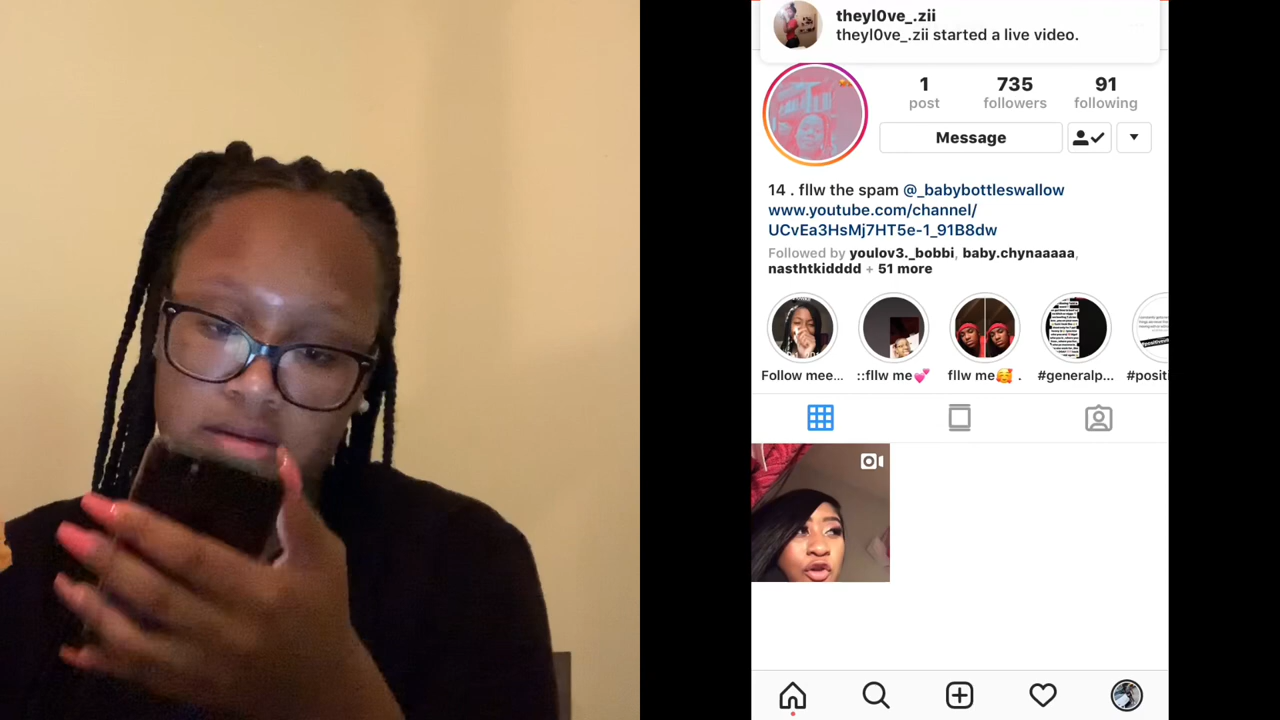 theyl0ve_.zii
theyl0ve_.zii started a live video.
1
post
735
followers
91
following
Message
14 . fllw the spam @_babybottleswallow
www.youtube.com/channel/
UCvEa3HsMj7HT5e-1_91B8dw
Followed by youlov3._bobbi, baby.chynaaaaa,
nasthtkidddd + 51 more
Follow mee...
::fllw me💕
fllw me🥰 .
#generalp...
#positi